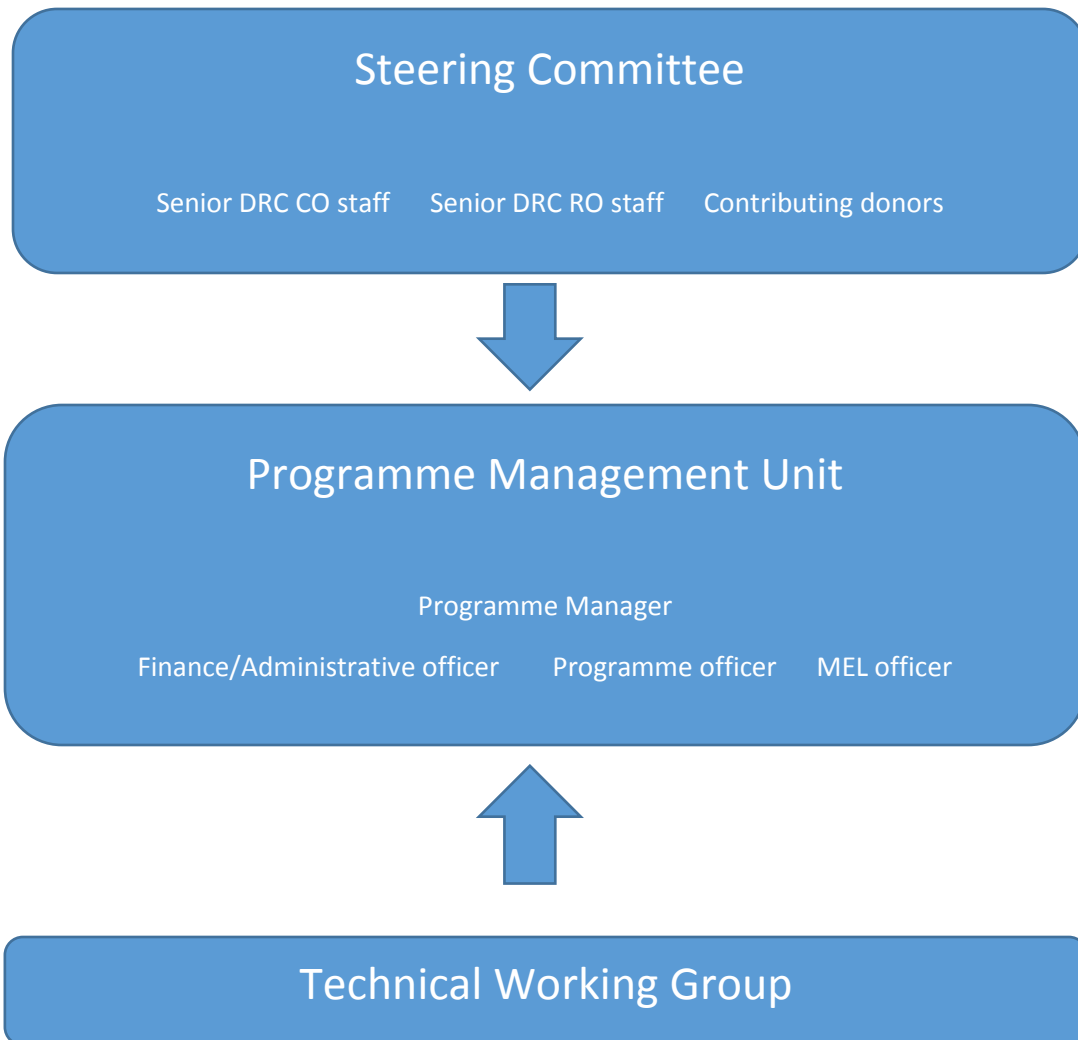 Steering Committee
Senior DRC CO staff Senior DRC RO staff Contributing donors
Programme Management Unit
Programme Manager
Finance/Administrative officer Programme officer MEL officer
Technical Working Group